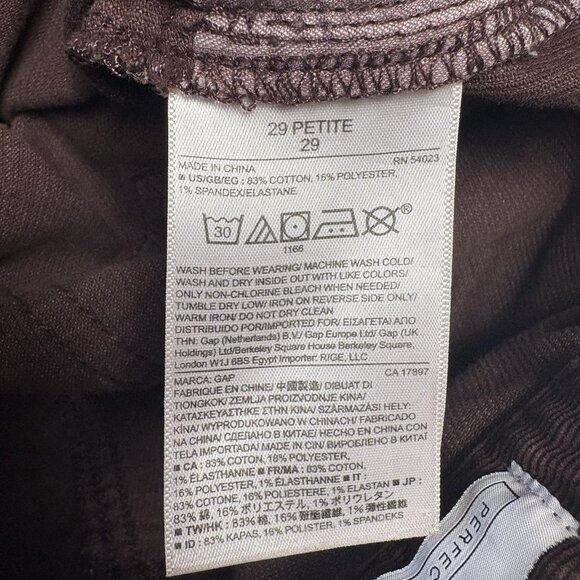 29 PETITE
29
MADE IN CHINA RN 54023
■ US/GB/EG : 83% COTTON, 16% POLYESTER,
1% SPANDEX/ELASTANE
30
1166
WASH BEFORE WEARING/ MACHINE WASH COLD/
WASH AND DRY INSIDE OUT WITH LIKE COLORS/
ONLY NON-CHLORINE BLEACH WHEN NEEDED/
TUMBLE DRY LOW/ IRON ON REVERSE SIDE ONLY/
WARM IRON/ DO NOT DRY CLEAN
DISTRIBUIDO POR/IMPORTED FOR/ ΕΙΣΑΓΕΤΑΙ ΑΠΟ
ΤΗΝ: Gap (Netherlands) B.V./ Gap Europe Ltd/ Gap (UK
Holdings) Ltd/Berkeley Square House Berkeley Square,
London W1J 6BS Egypt Importer: RIGE, LLC
MARCA: GAP CA 17897
FABRIQUE EN CHINE/ 中國製造/ DIBUAT DI
TIONGKOK/ ZEMLJA PROIZVODNJE KINA/
ΚΑΤΑΣΚΕΥΑΣΤΗΚΕ ΣΤΗΝ ΚΙΝΑ/ SZÁRMAZÁSI HELY:
KÍNA/ WYPRODUKOWANO W CHINACH/ FABRICADO
NA CHINA/ СДЕЛАНО В КИТАЕ/ HECHO EN CHINA/
TELA IMPORTADA/ MADE IN CIN/ ВИРОБЛЕНО В КИТАЇ
■ CA : 83% COTON, 16% POLYESTER,
1% ÉLASTHANNE ■ FR/MA : 83% COTON,
16% POLYESTER, 1% ÉLASTHANNE ■ IT :
83% COTONE, 16% POLIESTERE, 1% ELASTAN ■ JP :
83% 綿, 16% ポリエステル, 1% ポリウレタン
■ TW/HK : 83% 棉, 16% 聚酯纖維, 1% 彈性纖維
■ ID : 83% KAPAS, 16% POLISTER, 1% SPANDEKS
PERFEC